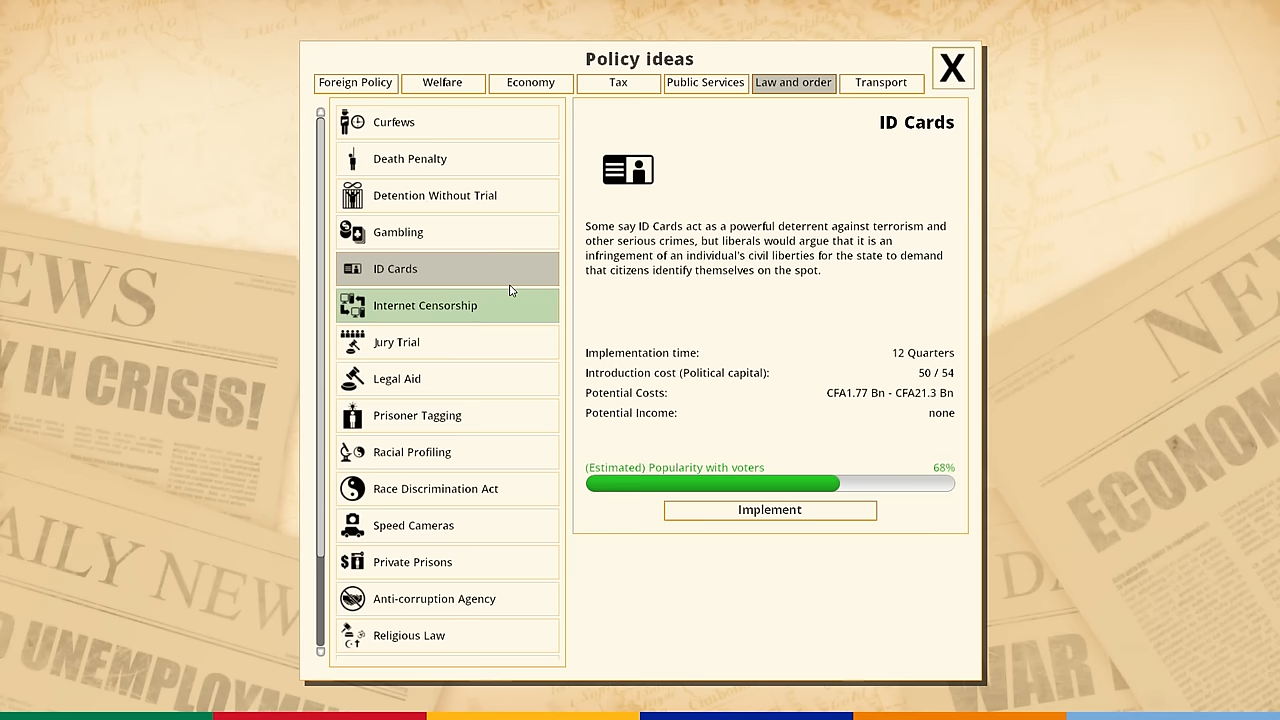 Policy ideas
X
Foreign Policy
Welfare
Economy
Tax
Public Services
Law and order
Transport
Curfews
Death Penalty
Detention Without Trial
Gambling
ID Cards
Internet Censorship
Jury Trial
Legal Aid
Prisoner Tagging
Racial Profiling
Race Discrimination Act
Speed Cameras
Private Prisons
Anti-corruption Agency
Religious Law
ID Cards
Some say ID Cards act as a powerful deterrent against terrorism and
other serious crimes, but liberals would argue that it is an
infringement of an individual's civil liberties for the state to demand
that citizens identify themselves on the spot.
Implementation time: 12 Quarters
Introduction cost (Political capital): 50 / 54
Potential Costs: CFA1.77 Bn - CFA21.3 Bn
Potential Income: none
(Estimated) Popularity with voters 68%
Implement
EWS
Y IN CRISIS!
AILY NEW
UNEMPLOYM
NE
ECONOM
DA
WAR